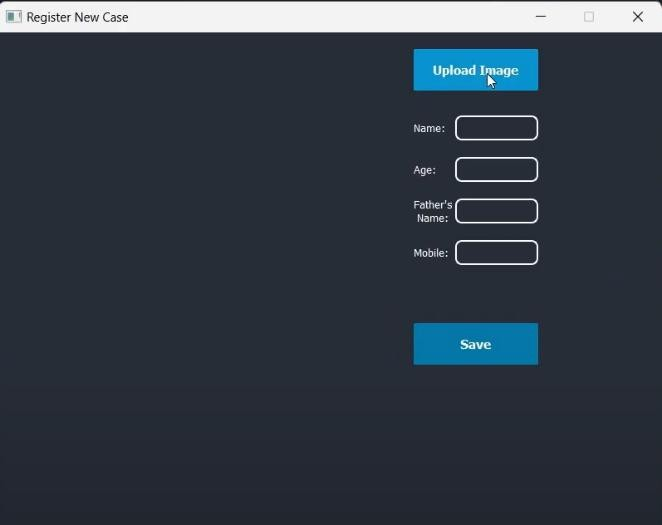 Register New Case
Upload Image
Name:
Age:
Father's
Name:
Mobile:
Save